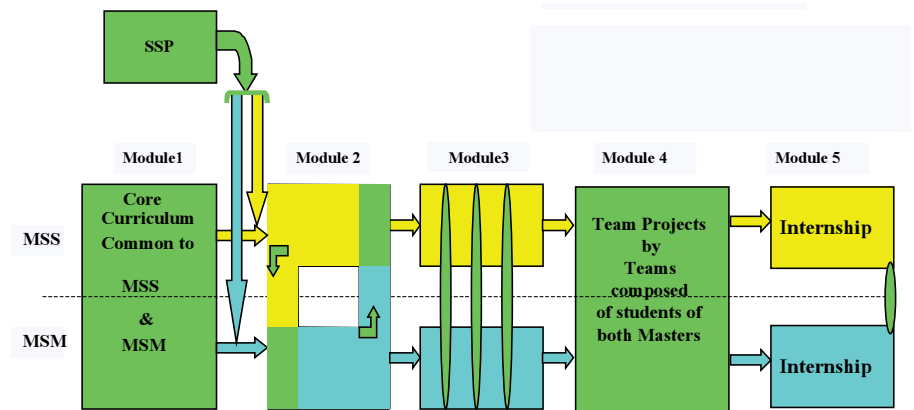 SSP
Module1
Module 2
Module3
Module 4
Module 5
MSS
MSM
Core
Curriculum
Common to
MSS
&
MSM
Team Projects
by
Teams
composed
of students of
both Masters
Internship
Internship